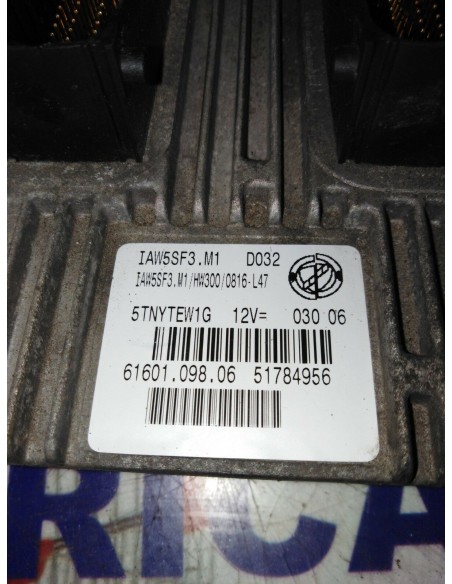 IAW5SF3.M1 D032
IAW5SF3.M1/HW300/0816-L47
5TNYTEW1G 12V= 030 06
61601.098.06 51784956
RICA